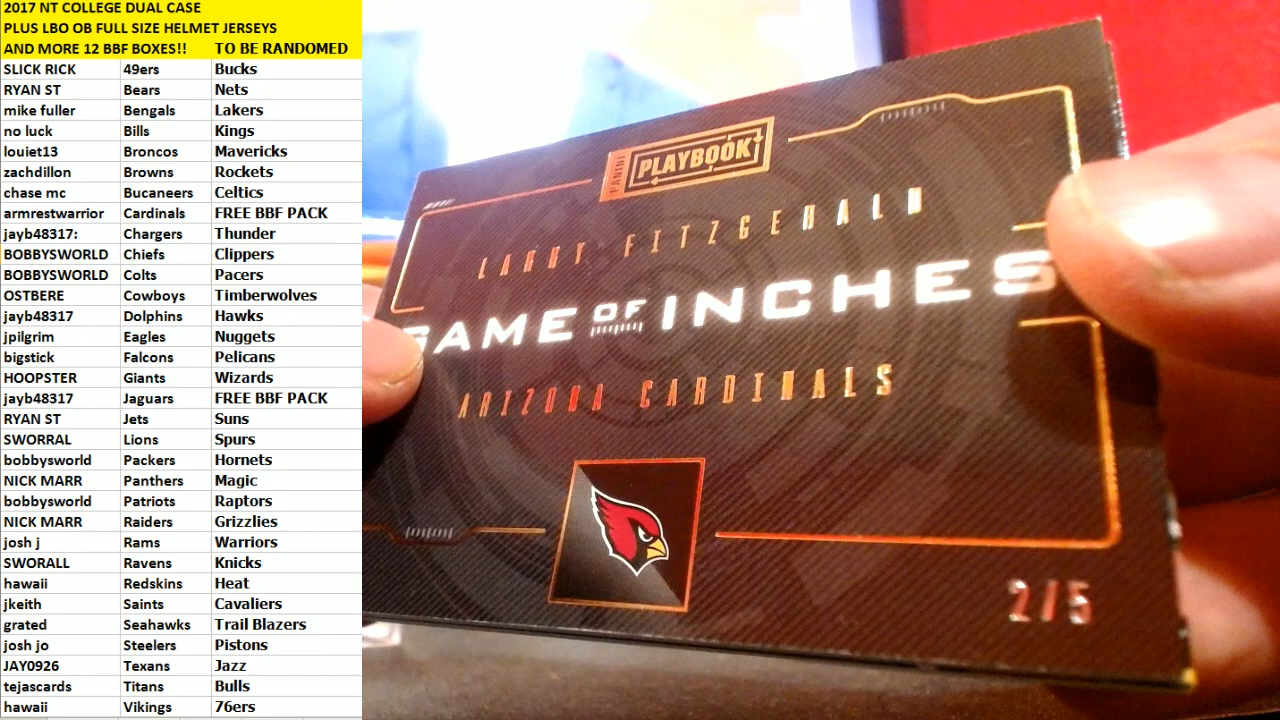 2017 NT COLLEGE DUAL CASE
PLUS LBO OB FULL SIZE HELMET JERSEYS
AND MORE 12 BBF BOXES!! TO BE RANDOMED
SLICK RICK 49ers Bucks
RYAN ST Bears Nets
mike fuller Bengals Lakers
no luck Bills Kings
louiet13 Broncos Mavericks
zachdillon Browns Rockets
chase mc Bucaneers Celtics
armrestwarrior Cardinals FREE BBF PACK
jayb48317: Chargers Thunder
BOBBYSWORLD Chiefs Clippers
BOBBYSWORLD Colts Pacers
OSTBERE Cowboys Timberwolves
jayb48317 Dolphins Hawks
jpilgrim Eagles Nuggets
bigstick Falcons Pelicans
HOOPSTER Giants Wizards
jayb48317 Jaguars FREE BBF PACK
RYAN ST Jets Suns
SWORRAL Lions Spurs
bobbysworld Packers Hornets
NICK MARR Panthers Magic
bobbysworld Patriots Raptors
NICK MARR Raiders Grizzlies
josh j Rams Warriors
SWORALL Ravens Knicks
hawaii Redskins Heat
jkeith Saints Cavaliers
grated Seahawks Trail Blazers
josh jo Steelers Pistons
JAY0926 Texans Jazz
tejascards Titans Bulls
hawaii Vikings 76ers
PANINI PLAYBOOK
LARRY FITZGERALD
GAME OF INCHES
ARIZONA CARDINALS
2/5